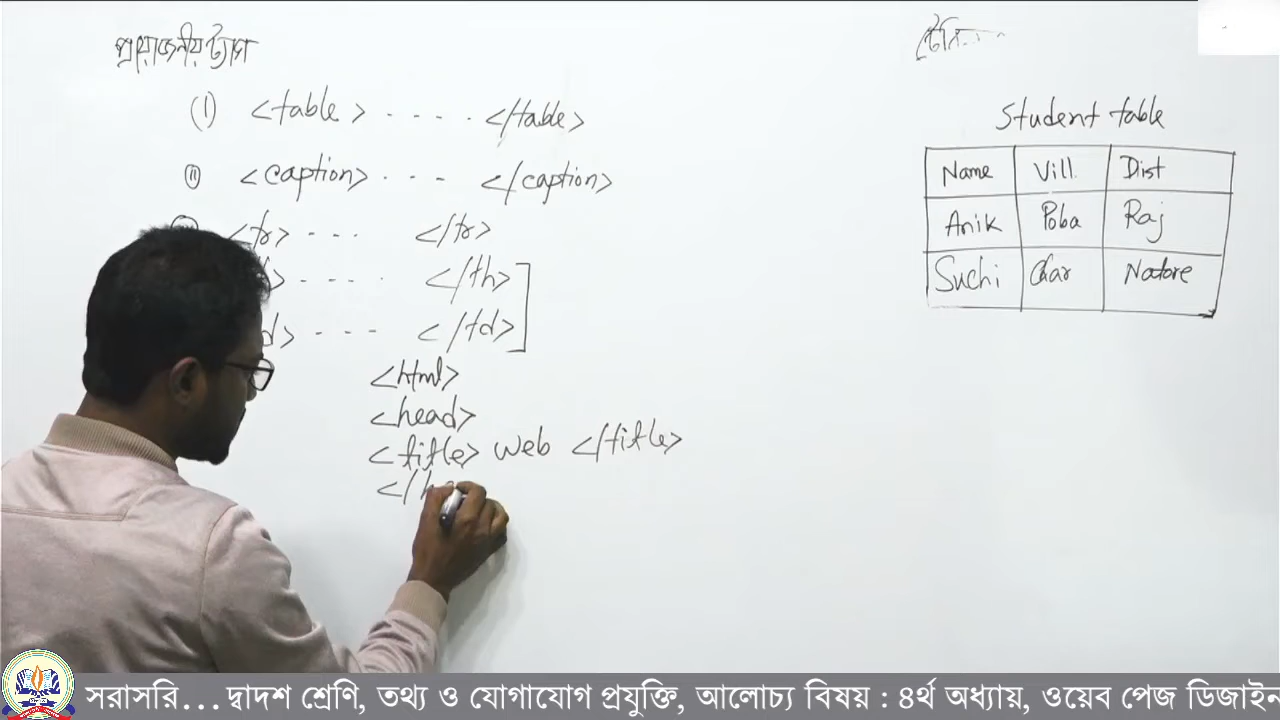 প্রয়োজনীয় ট্যাগ
(i) <table> ---- </table>
(ii) <caption> --- </caption>
<tr> --- </tr>
> ---- </th>
d> --- </td>
<html>
<head>
<title> web </title>
</h
Student table
Name Vill. Dist
Anik Poba Raj
Suchi Char Natore
সরাসরি... দ্বাদশ শ্রেণি, তথ্য ও যোগাযোগ প্রযুক্তি, আলোচ্য বিষয় : ৪র্থ অধ্যায়, ওয়েব পেজ ডিজাইন